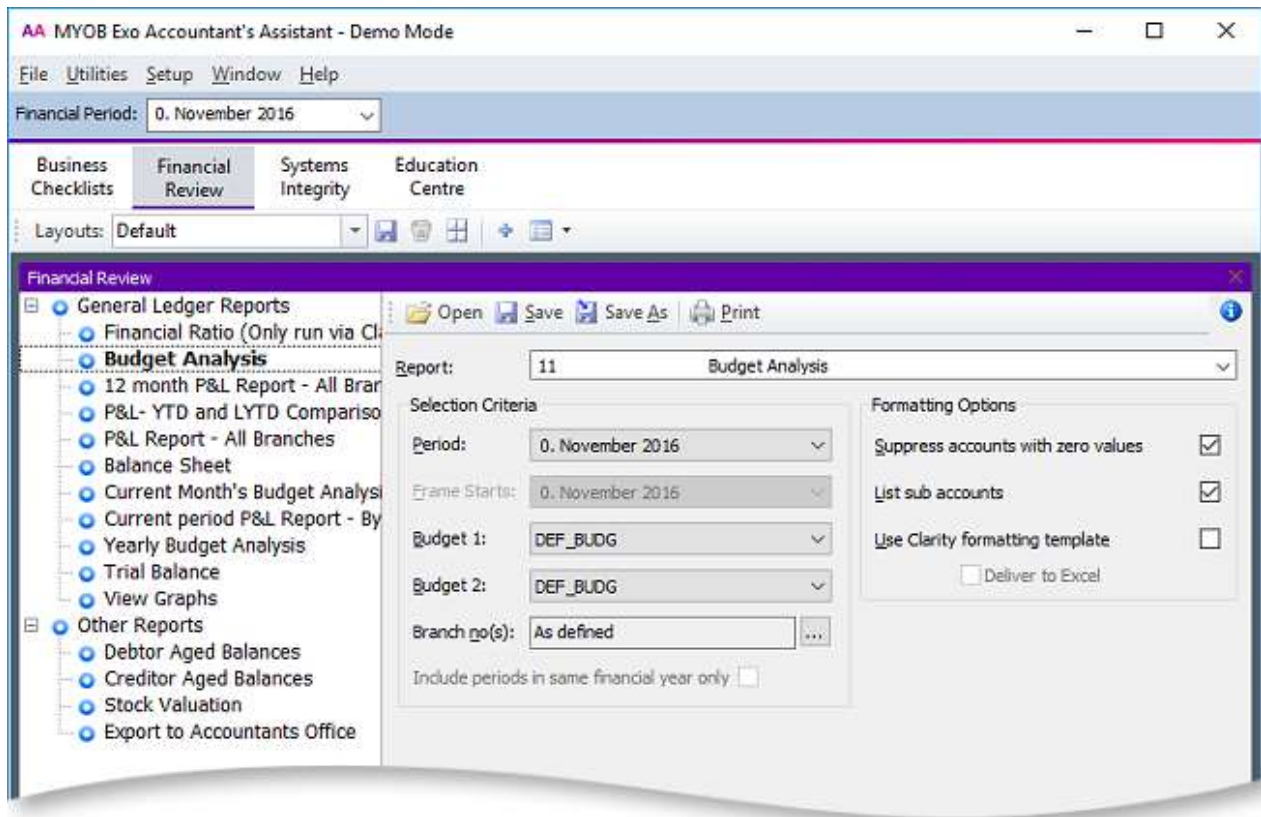 AA MYOB Exo Accountant's Assistant - Demo Mode
File Utilities Setup Window Help
Financial Period: 0. November 2016
Business Checklists
Financial Review
Systems Integrity
Education Centre
Layouts: Default
Financial Review
General Ledger Reports
Financial Ratio (Only run via Cla
Budget Analysis
12 month P&L Report - All Bran
P&L- YTD and LYTD Compariso
P&L Report - All Branches
Balance Sheet
Current Month's Budget Analysi
Current period P&L Report - By
Yearly Budget Analysis
Trial Balance
View Graphs
Other Reports
Debtor Aged Balances
Creditor Aged Balances
Stock Valuation
Export to Accountants Office
Open Save Save As Print
Report: 11 Budget Analysis
Selection Criteria
Period: 0. November 2016
Frame Starts: 0. November 2016
Budget 1: DEF_BUDG
Budget 2: DEF_BUDG
Branch no(s): As defined ...
Include periods in same financial year only
Formatting Options
Suppress accounts with zero values
List sub accounts
Use Clarity formatting template
Deliver to Excel